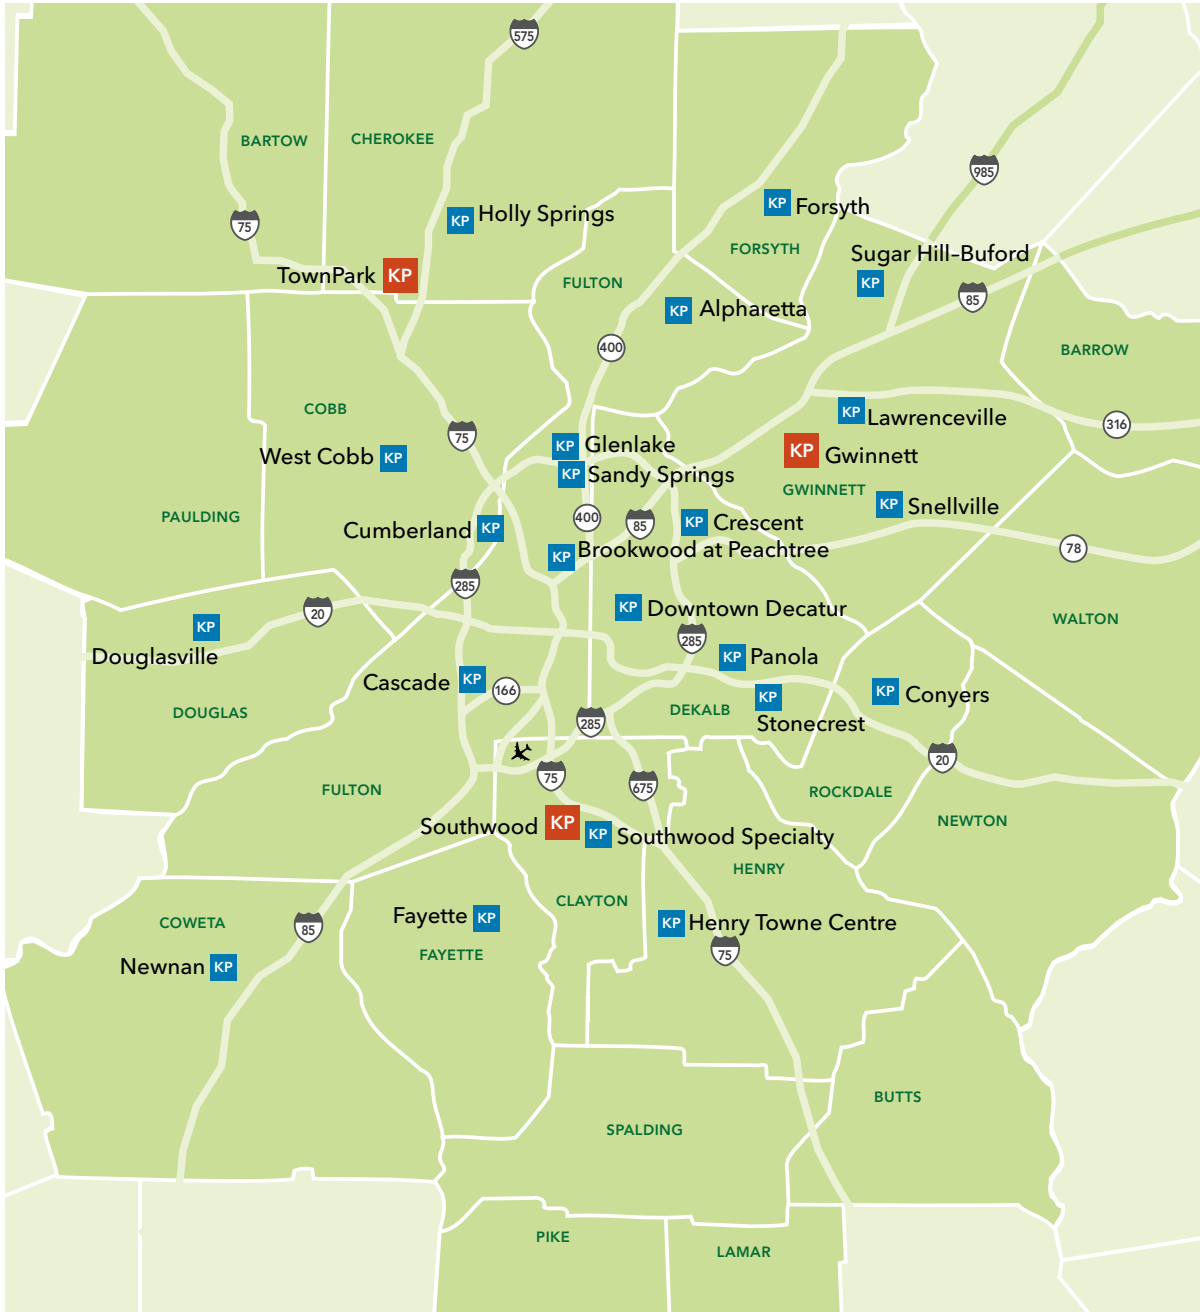 575
BARTOW
CHEROKEE
985
KP Forsyth
KP Holly Springs
75
FORSYTH
Sugar Hill–Buford
KP
TownPark KP
FULTON
85
KP Alpharetta
400
BARROW
COBB
KP Lawrenceville
316
75
KP Glenlake
West Cobb KP
KP Gwinnett
KP Sandy Springs
GWINNETT
KP Snellville
PAULDING
400
85
KP Crescent
Cumberland KP
78
KP Brookwood at Peachtree
285
20
KP Downtown Decatur
WALTON
KP
Douglasville
285
KP Panola
Cascade KP
166
KP Conyers
KP
Stonecrest
DOUGLAS
DEKALB
285
20
75
675
FULTON
ROCKDALE
NEWTON
Southwood KP
KP Southwood Specialty
HENRY
CLAYTON
COWETA
85
Fayette KP
KP Henry Towne Centre
FAYETTE
75
Newnan KP
BUTTS
SPALDING
PIKE
LAMAR